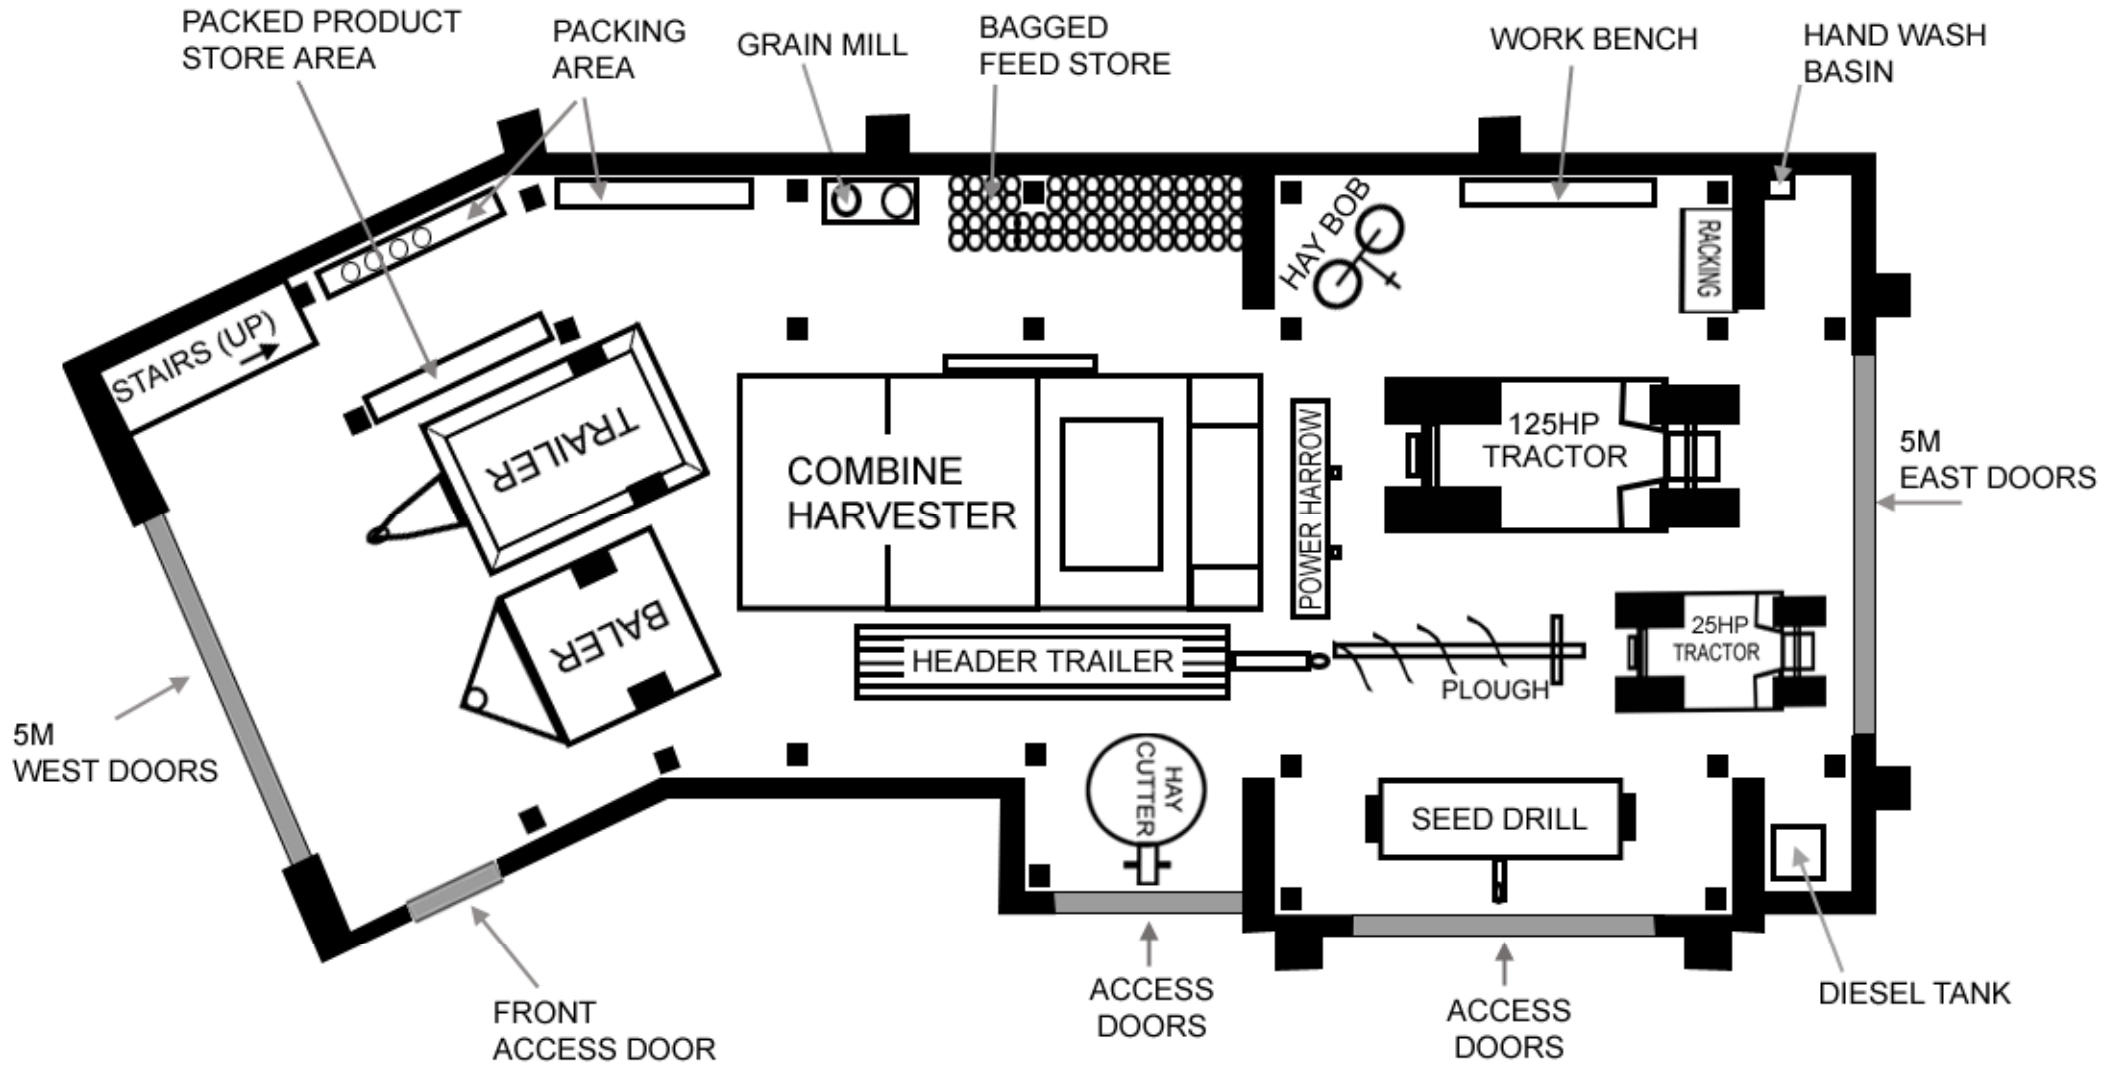 PACKED PRODUCT
STORE AREA
PACKING
AREA
GRAIN MILL
BAGGED
FEED STORE
WORK BENCH
HAND WASH
BASIN
HAY BOB
RACKING
STAIRS (UP)
TRAILER
COMBINE
HARVESTER
POWER HARROW
125HP
TRACTOR
5M
EAST DOORS
BALER
HEADER TRAILER
PLOUGH
25HP
TRACTOR
5M
WEST DOORS
HAY
CUTTER
SEED DRILL
FRONT
ACCESS DOOR
ACCESS
DOORS
ACCESS
DOORS
DIESEL TANK